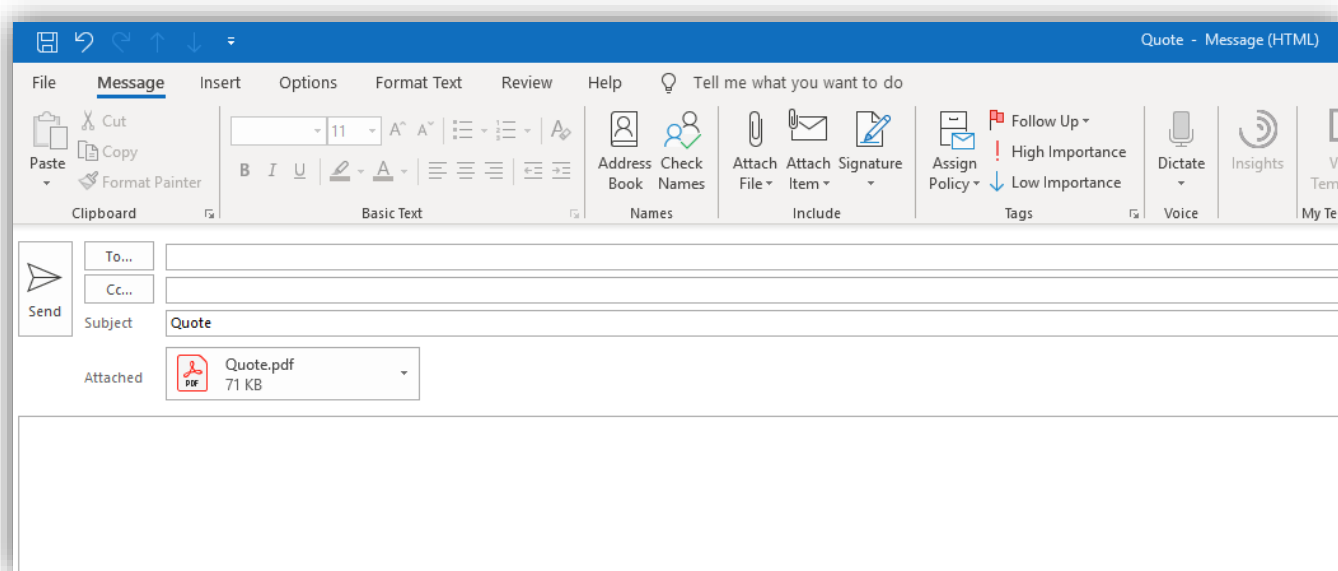 Quote - Message (HTML)
File Message Insert Options Format Text Review Help Tell me what you want to do
Paste
Cut
Copy
Format Painter
Clipboard
11
B I U A
Basic Text
Address Book
Check Names
Names
Attach File
Attach Item
Signature
Include
Assign Policy
Follow Up
High Importance
Low Importance
Tags
Dictate
Voice
Insights
Send
To...
Cc...
Subject Quote
Attached
PDF
Quote.pdf
71 KB